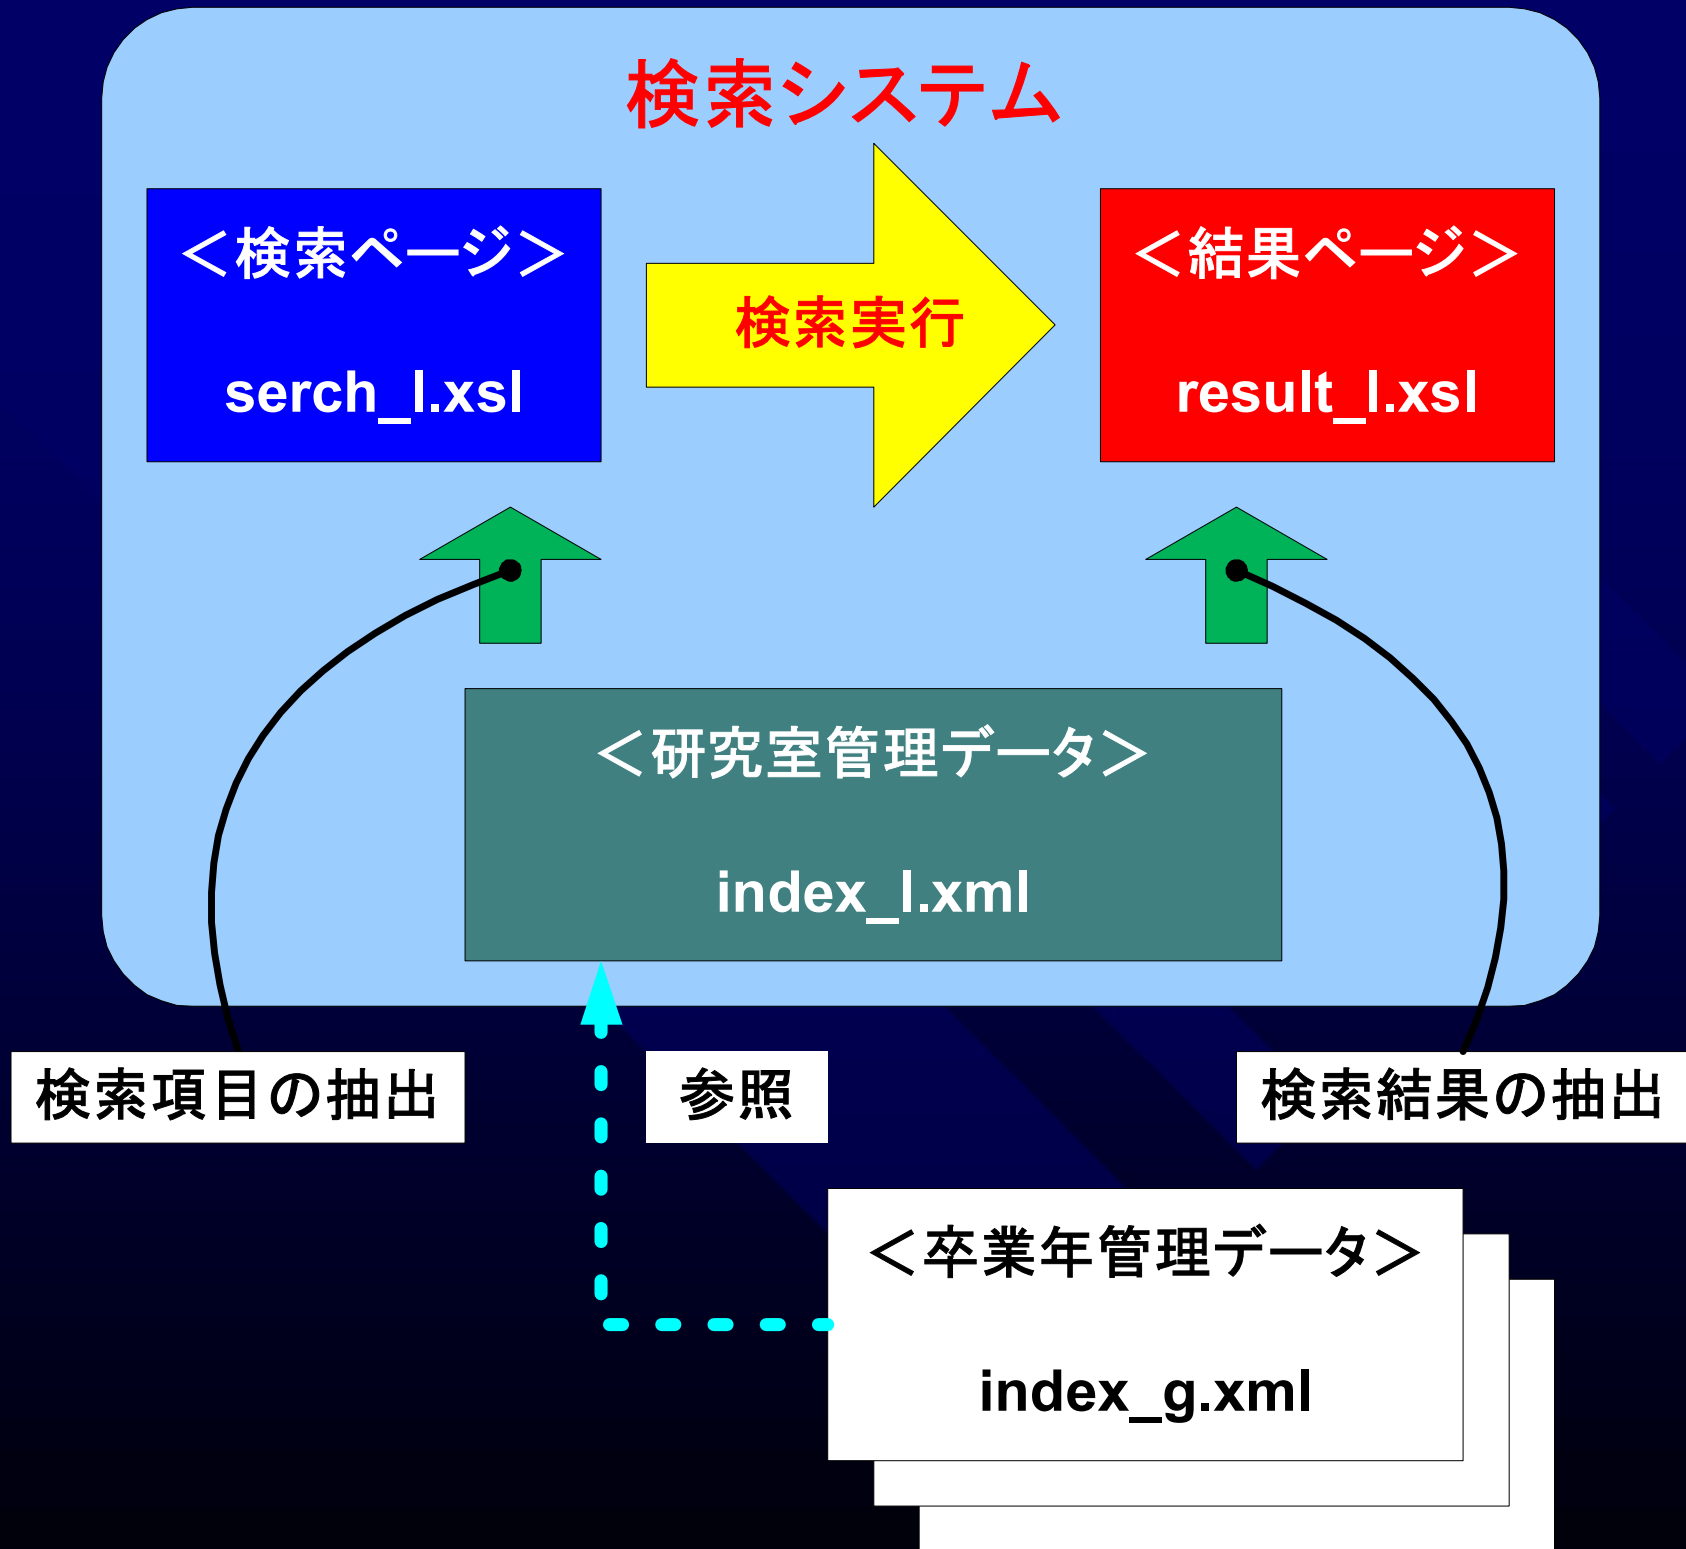 検索システム
＜検索ページ＞
serch_l.xsl
検索実行
＜結果ページ＞
result_l.xsl
＜研究室管理データ＞
index_l.xml
検索項目の抽出
参照
検索結果の抽出
＜卒業年管理データ＞
index_g.xml